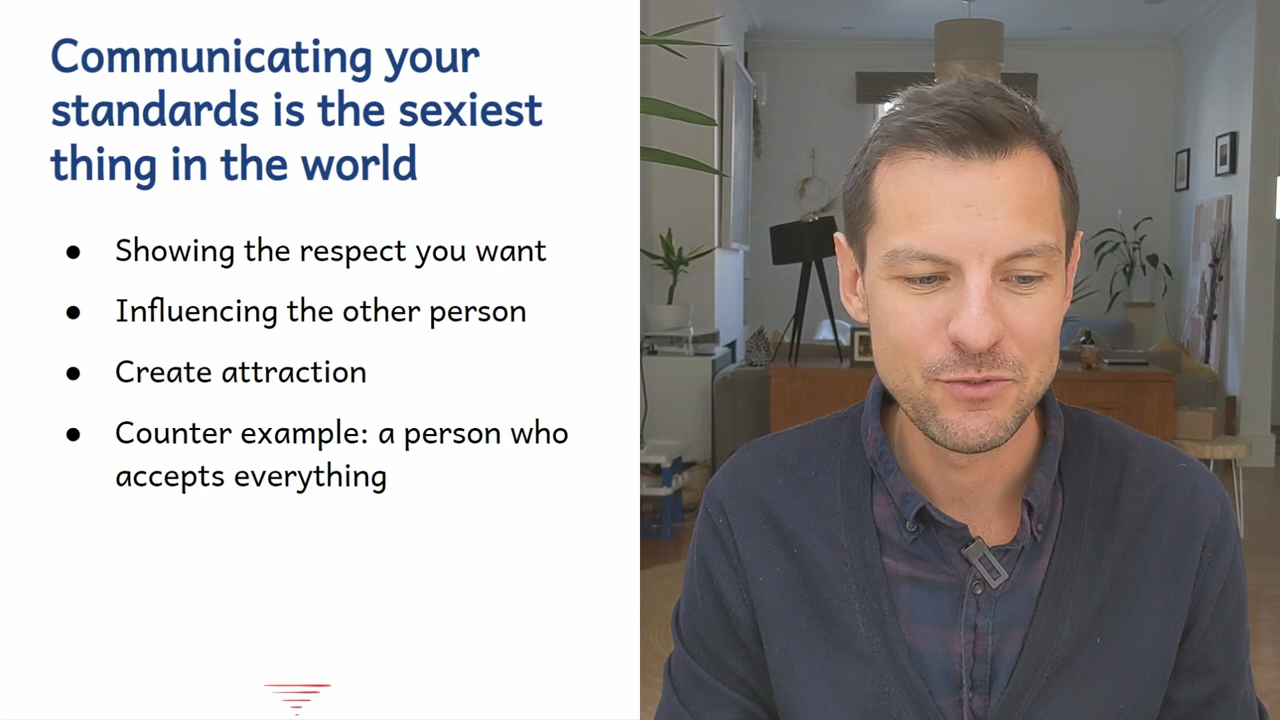 Communicating your
standards is the sexiest
thing in the world
● Showing the respect you want
● Influencing the other person
● Create attraction
● Counter example: a person who
accepts everything